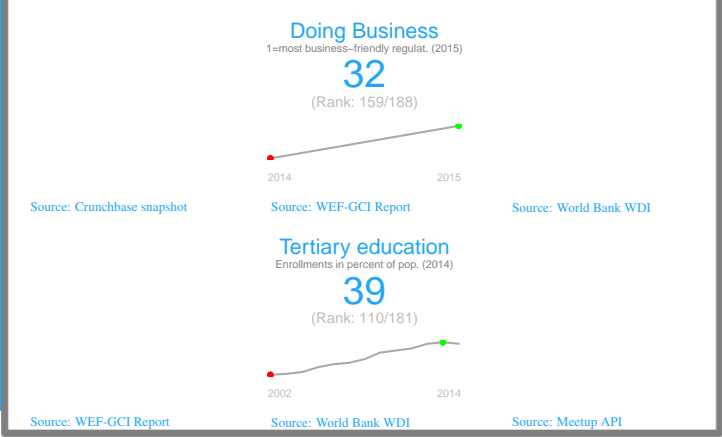 Doing Business
1=most business–friendly regulat. (2015)
32
(Rank: 159/188)
2014 2015
Source: Crunchbase snapshot Source: WEF-GCI Report Source: World Bank WDI
Tertiary education
Enrollments in percent of pop. (2014)
39
(Rank: 110/181)
2002 2014
Source: WEF-GCI Report Source: World Bank WDI Source: Meetup API